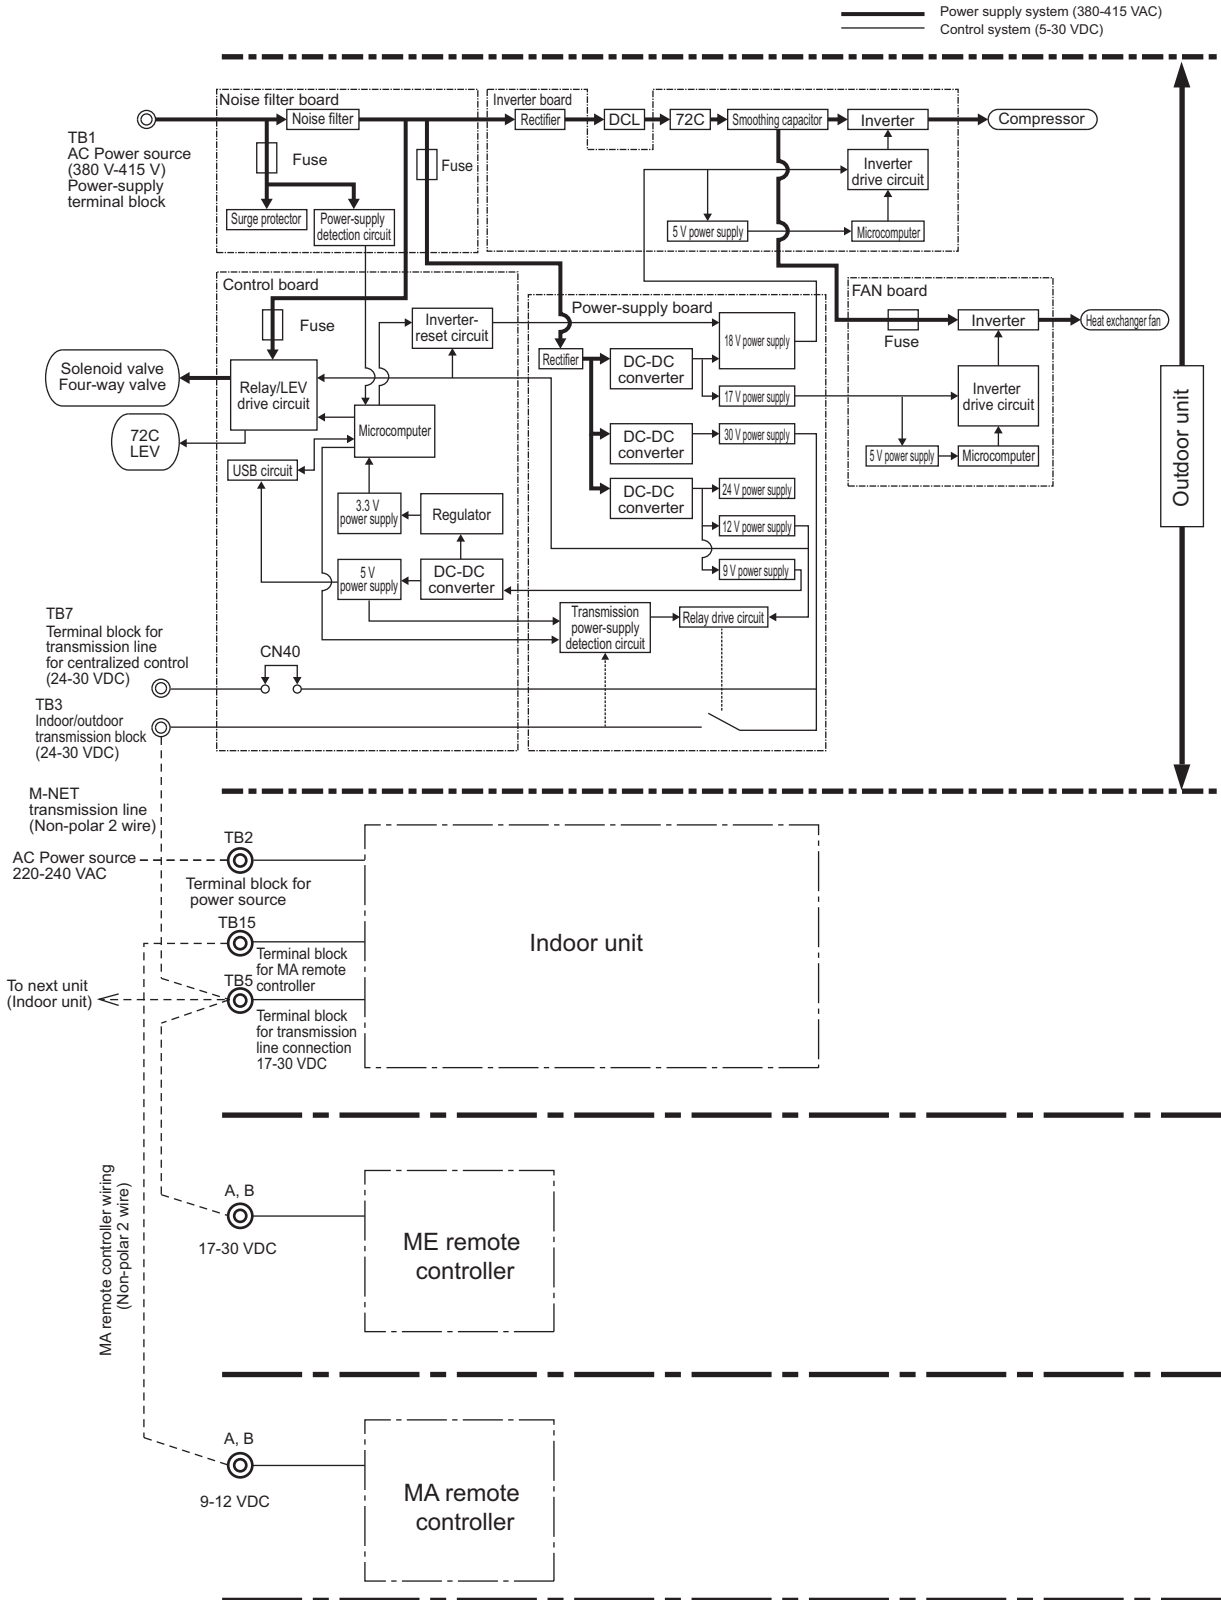 Power supply system (380-415 VAC)
Control system (5-30 VDC)
Noise filter board
Noise filter
Inverter board
Rectifier
DCL
72C
Smoothing capacitor
Inverter
Compressor
TB1
AC Power source
(380 V-415 V)
Power-supply
terminal block
Fuse
Fuse
Surge protector
Power-supply
detection circuit
Inverter
drive circuit
5 V power supply
Microcomputer
Control board
Fuse
Inverter-
reset circuit
Power-supply board
FAN board
Fuse
Inverter
Heat exchanger fan
Solenoid valve
Four-way valve
Relay/LEV
drive circuit
72C
LEV
Microcomputer
USB circuit
3.3 V
power supply
Regulator
5 V
power supply
DC-DC
converter
Rectifier
DC-DC
converter
18 V power supply
17 V power supply
DC-DC
converter
30 V power supply
DC-DC
converter
24 V power supply
12 V power supply
9 V power supply
Inverter
drive circuit
5 V power supply
Microcomputer
Outdoor unit
Transmission
power-supply
detection circuit
Relay drive circuit
TB7
Terminal block for
transmission line
for centralized control
(24-30 VDC)
CN40
TB3
Indoor/outdoor
transmission block
(24-30 VDC)
M-NET
transmission line
(Non-polar 2 wire)
AC Power source
220-240 VAC
TB2
Terminal block for
power source
TB15
Terminal block
for MA remote
controller
To next unit
(Indoor unit)
TB5
Terminal block
for transmission
line connection
17-30 VDC
Indoor unit
MA remote controller wiring
(Non-polar 2 wire)
A, B
17-30 VDC
ME remote
controller
A, B
9-12 VDC
MA remote
controller